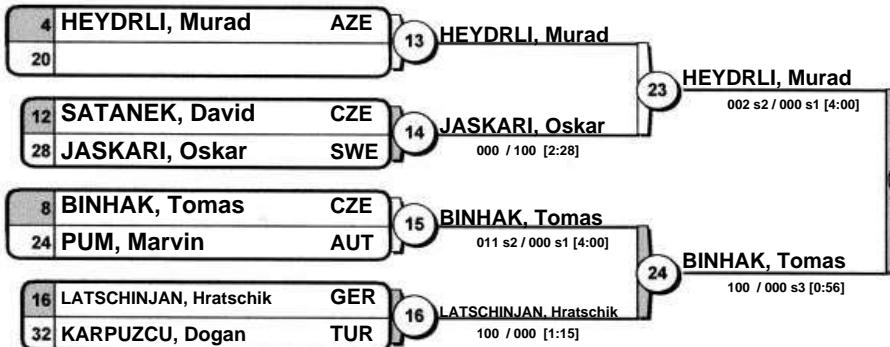 4 HEYDRLI, Murad AZE
20
13
HEYDRLI, Murad
12 SATANEK, David CZE
28 JASKARI, Oskar SWE
14
JASKARI, Oskar
000 / 100 [2:28]
23
HEYDRLI, Murad
002 s2 / 000 s1 [4:00]
8 BINHAK, Tomas CZE
24 PUM, Marvin AUT
15
BINHAK, Tomas
011 s2 / 000 s1 [4:00]
16 LATSCHINJAN, Hratschik GER
32 KARPUZCU, Dogan TUR
16
LATSCHINJAN, Hratschik
100 / 000 [1:15]
24
BINHAK, Tomas
100 / 000 s3 [0:56]